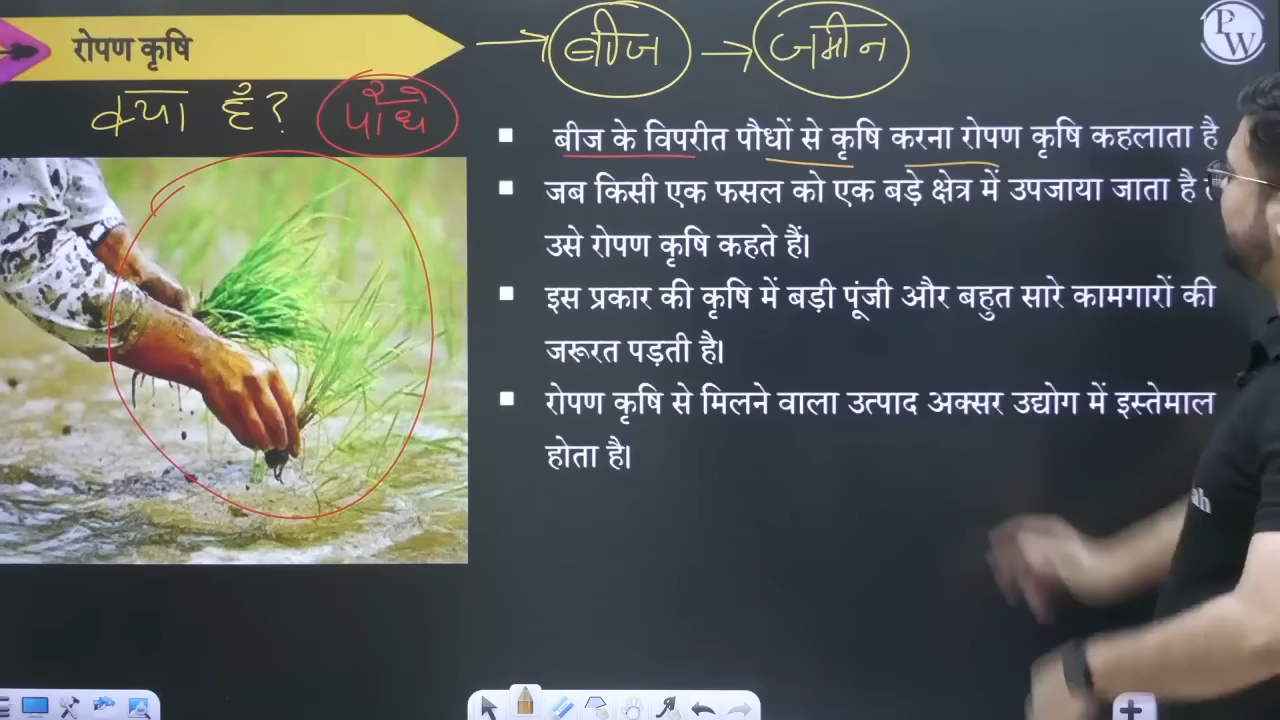 रोपण कृषि
बीज
जमीन
PW
क्या है?
पौधे
▪ बीज के विपरीत पौधों से कृषि करना रोपण कृषि कहलाता है
▪ जब किसी एक फसल को एक बड़े क्षेत्र में उपजाया जाता है
उसे रोपण कृषि कहते हैं।
▪ इस प्रकार की कृषि में बड़ी पूंजी और बहुत सारे कामगारों की
जरूरत पड़ती है।
▪ रोपण कृषि से मिलने वाला उत्पाद अक्सर उद्योग में इस्तेमाल
होता है।